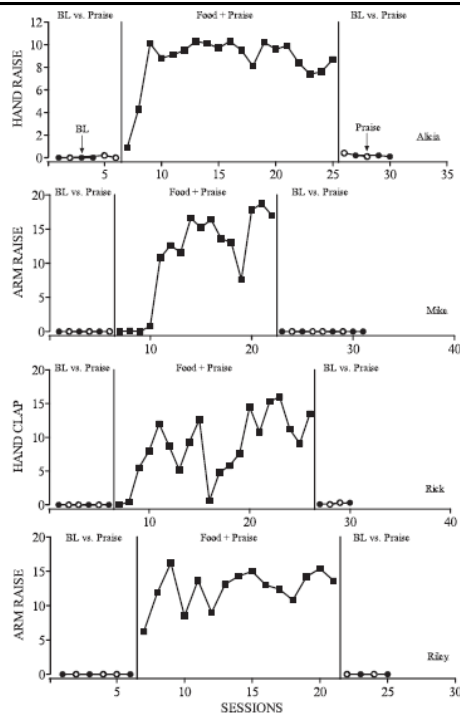 BL vs. Praise Food + Praise BL vs. Praise
HAND RAISE
12
10
8
6
4
2
0
BL
Praise
Alicia
5 10 15 20 25 30 35
BL vs. Praise Food + Praise BL vs. Praise
ARM RAISE
20
15
10
5
0
Mike
10 20 30 40
BL vs. Praise Food + Praise BL vs. Praise
HAND CLAP
20
15
10
5
0
Rick
10 20 30 40
BL vs. Praise Food + Praise BL vs. Praise
ARM RAISE
20
15
10
5
0
Riley
5 10 15 20 25 30
SESSIONS